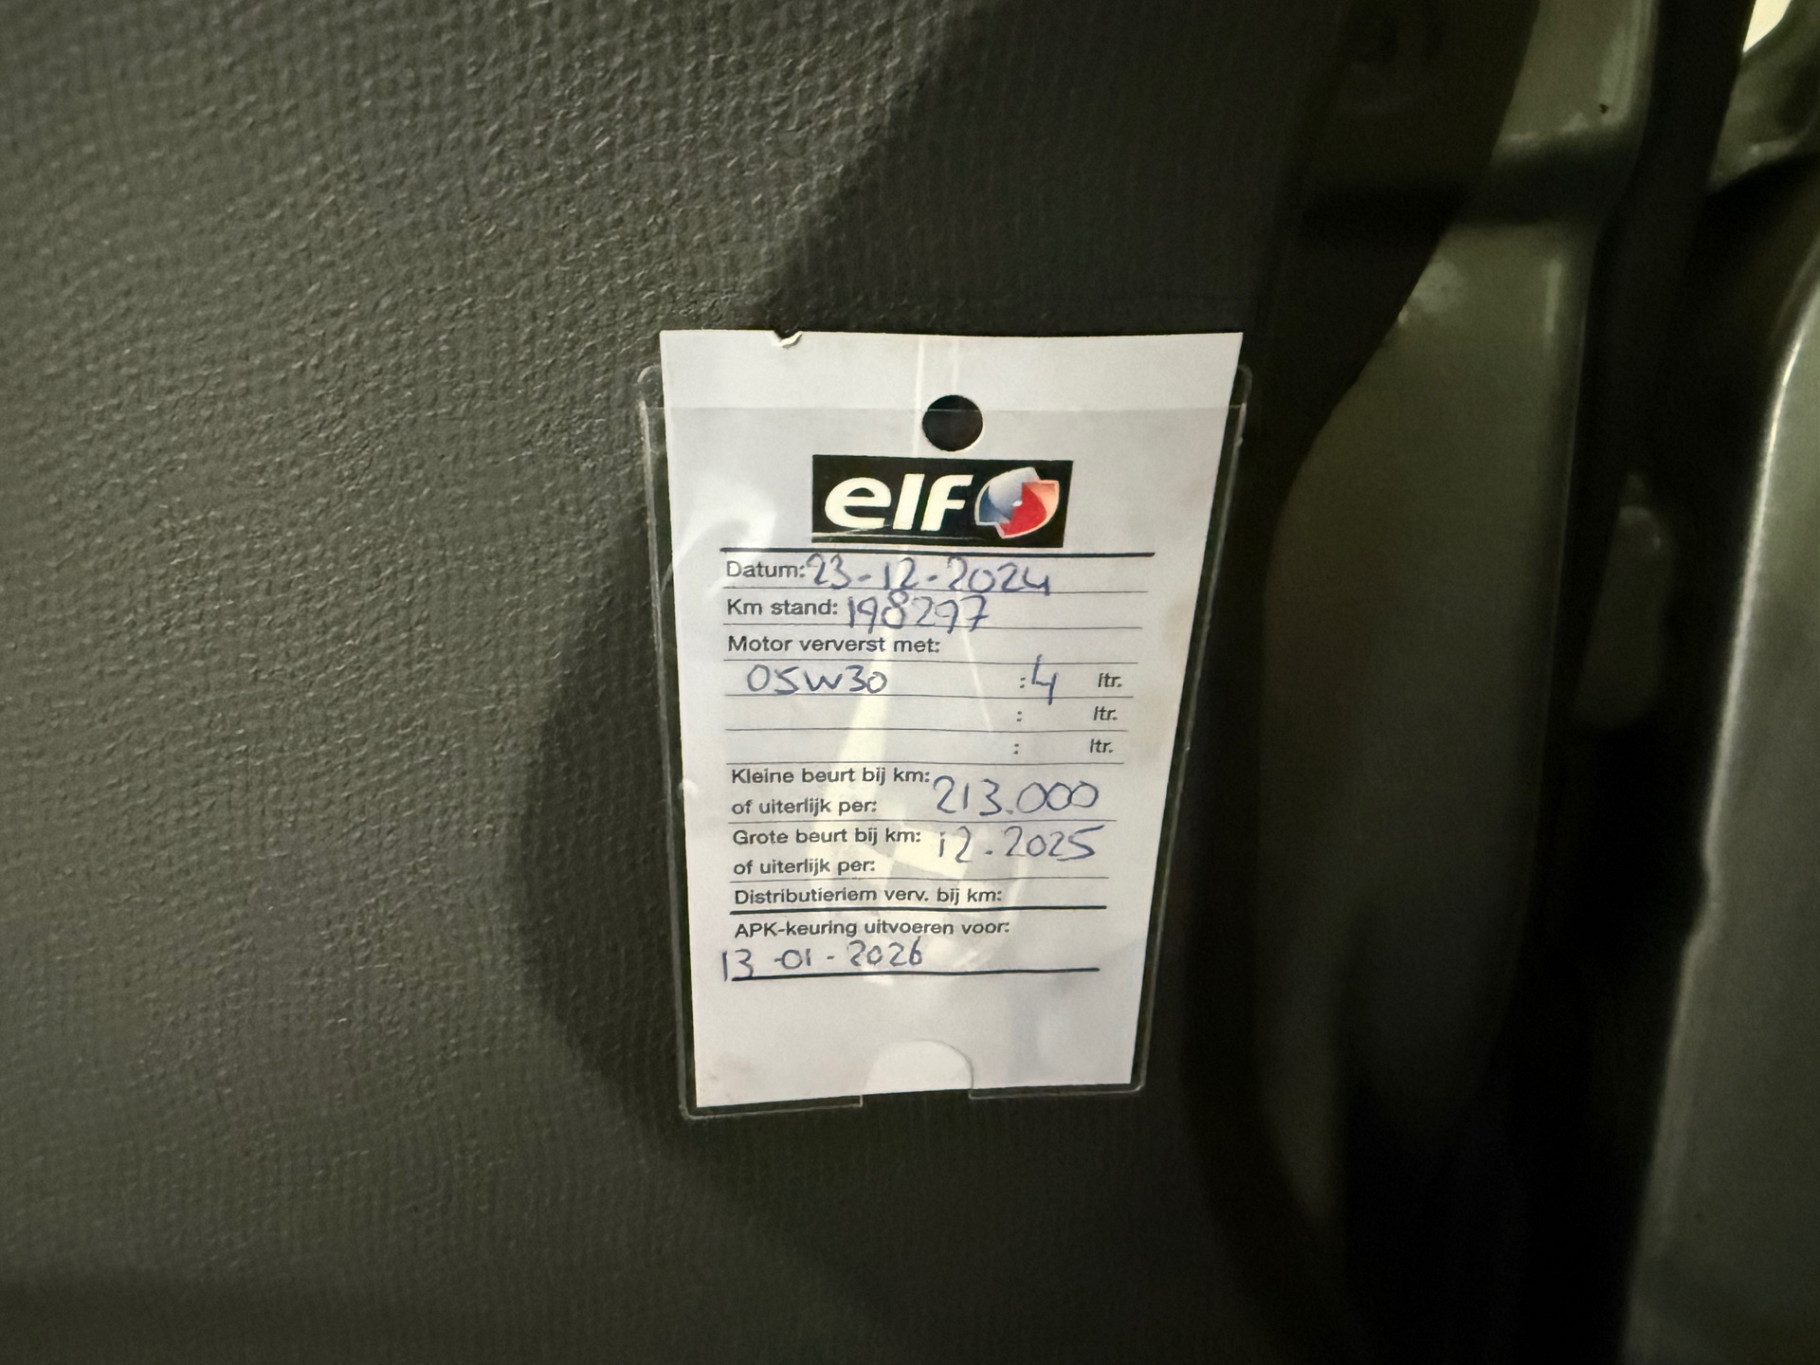 elf
Datum: 23-12-2024
Km stand: 198297
Motor ververst met:
05W30 : 4 ltr.
: ltr.
: ltr.
Kleine beurt bij km: 213.000
of uiterlijk per:
Grote beurt bij km: 12-2025
of uiterlijk per:
Distributieriem verv. bij km:
APK-keuring uitvoeren voor:
13-01-2026